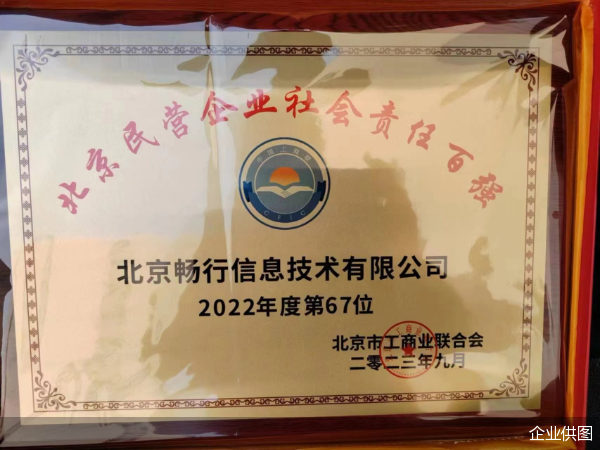 北京民营企业社会责任百强
北京畅行信息技术有限公司
2022年度第67位
北京市工商业联合会
二零二三年九月
企业供图